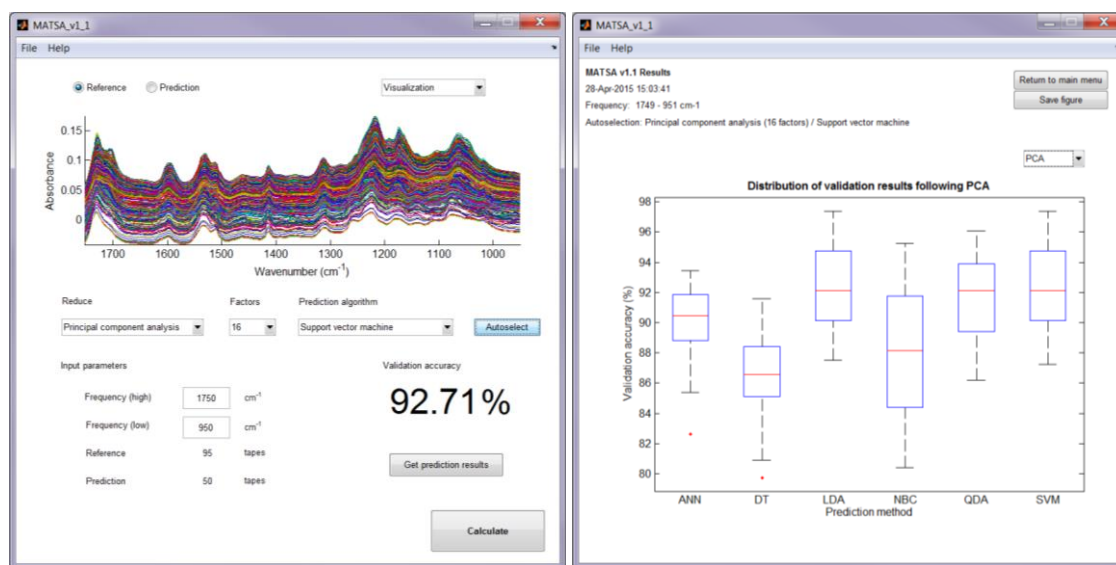 MATSA_v1_1
File Help
Reference Prediction Visualization
0.15
0.1
0.05
0
Absorbance
1700 1600 1500 1400 1300 1200 1100 1000
Wavenumber (cm-1)
Reduce Factors Prediction algorithm
Principal component analysis 16 Support vector machine Autoselect
Input parameters Validation accuracy
Frequency (high) 1750 cm-1
92.71%
Frequency (low) 950 cm-1
Reference 95 tapes
Get prediction results
Prediction 50 tapes
Calculate
MATSA_v1_1
File Help
MATSA v1.1 Results
Return to main menu
28-Apr-2015 15:03:41
Save figure
Frequency: 1749 - 951 cm-1
Autoselection: Principal component analysis (16 factors) / Support vector machine
PCA
Distribution of validation results following PCA
98
96
94
92
90
88
86
84
82
80
Validation accuracy (%)
ANN DT LDA NBC QDA SVM
Prediction method